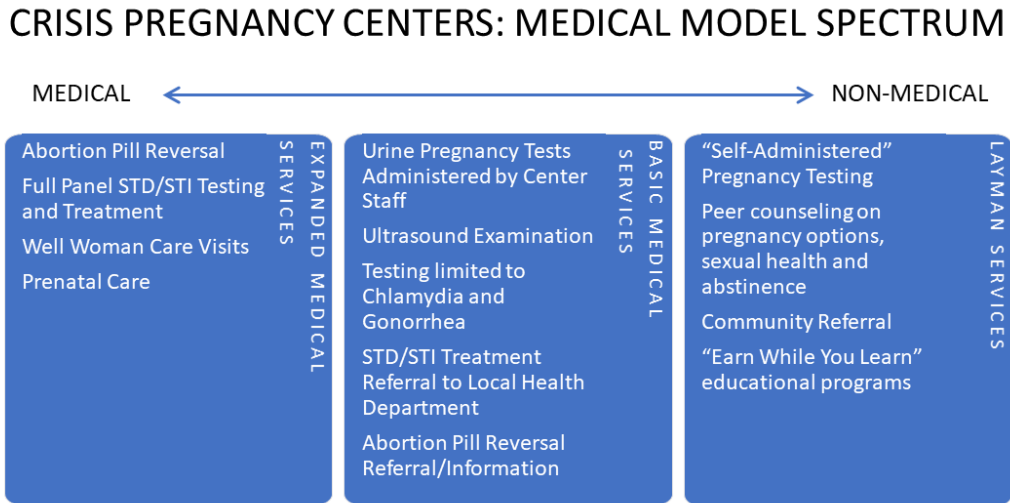 CRISIS PREGNANCY CENTERS: MEDICAL MODEL SPECTRUM
MEDICAL
NON-MEDICAL
Abortion Pill Reversal
Full Panel STD/STI Testing
and Treatment
Well Woman Care Visits
Prenatal Care
EXPANDED MEDICAL
SERVICES
Urine Pregnancy Tests
Administered by Center
Staff
Ultrasound Examination
Testing limited to
Chlamydia and
Gonorrhea
STD/STI Treatment
Referral to Local Health
Department
Abortion Pill Reversal
Referral/Information
BASIC MEDICAL
SERVICES
“Self-Administered”
Pregnancy Testing
Peer counseling on
pregnancy options,
sexual health and
abstinence
Community Referral
“Earn While You Learn”
educational programs
LAYMAN SERVICES